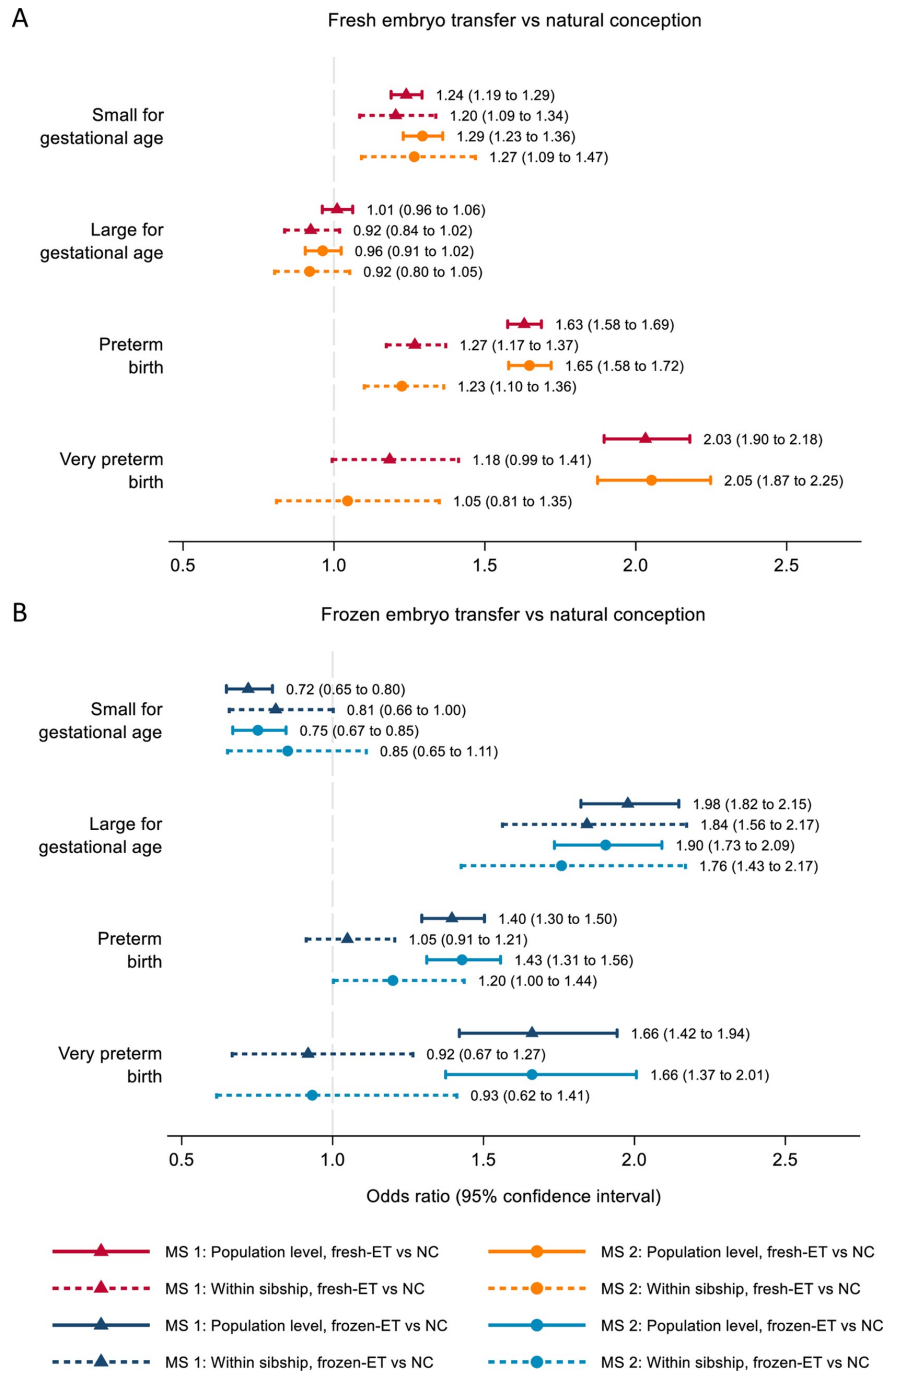 A
Fresh embryo transfer vs natural conception
Small for
gestational age
1.24 (1.19 to 1.29)
1.20 (1.09 to 1.34)
1.29 (1.23 to 1.36)
1.27 (1.09 to 1.47)
Large for
gestational age
1.01 (0.96 to 1.06)
0.92 (0.84 to 1.02)
0.96 (0.91 to 1.02)
0.92 (0.80 to 1.05)
Preterm
birth
1.63 (1.58 to 1.69)
1.27 (1.17 to 1.37)
1.65 (1.58 to 1.72)
1.23 (1.10 to 1.36)
Very preterm
birth
2.03 (1.90 to 2.18)
1.18 (0.99 to 1.41)
2.05 (1.87 to 2.25)
1.05 (0.81 to 1.35)
0.5 1.0 1.5 2.0 2.5
B
Frozen embryo transfer vs natural conception
Small for
gestational age
0.72 (0.65 to 0.80)
0.81 (0.66 to 1.00)
0.75 (0.67 to 0.85)
0.85 (0.65 to 1.11)
Large for
gestational age
1.98 (1.82 to 2.15)
1.84 (1.56 to 2.17)
1.90 (1.73 to 2.09)
1.76 (1.43 to 2.17)
Preterm
birth
1.40 (1.30 to 1.50)
1.05 (0.91 to 1.21)
1.43 (1.31 to 1.56)
1.20 (1.00 to 1.44)
Very preterm
birth
1.66 (1.42 to 1.94)
0.92 (0.67 to 1.27)
1.66 (1.37 to 2.01)
0.93 (0.62 to 1.41)
0.5 1.0 1.5 2.0 2.5
Odds ratio (95% confidence interval)
MS 1: Population level, fresh-ET vs NC
MS 2: Population level, fresh-ET vs NC
MS 1: Within sibship, fresh-ET vs NC
MS 2: Within sibship, fresh-ET vs NC
MS 1: Population level, frozen-ET vs NC
MS 2: Population level, frozen-ET vs NC
MS 1: Within sibship, frozen-ET vs NC
MS 2: Within sibship, frozen-ET vs NC